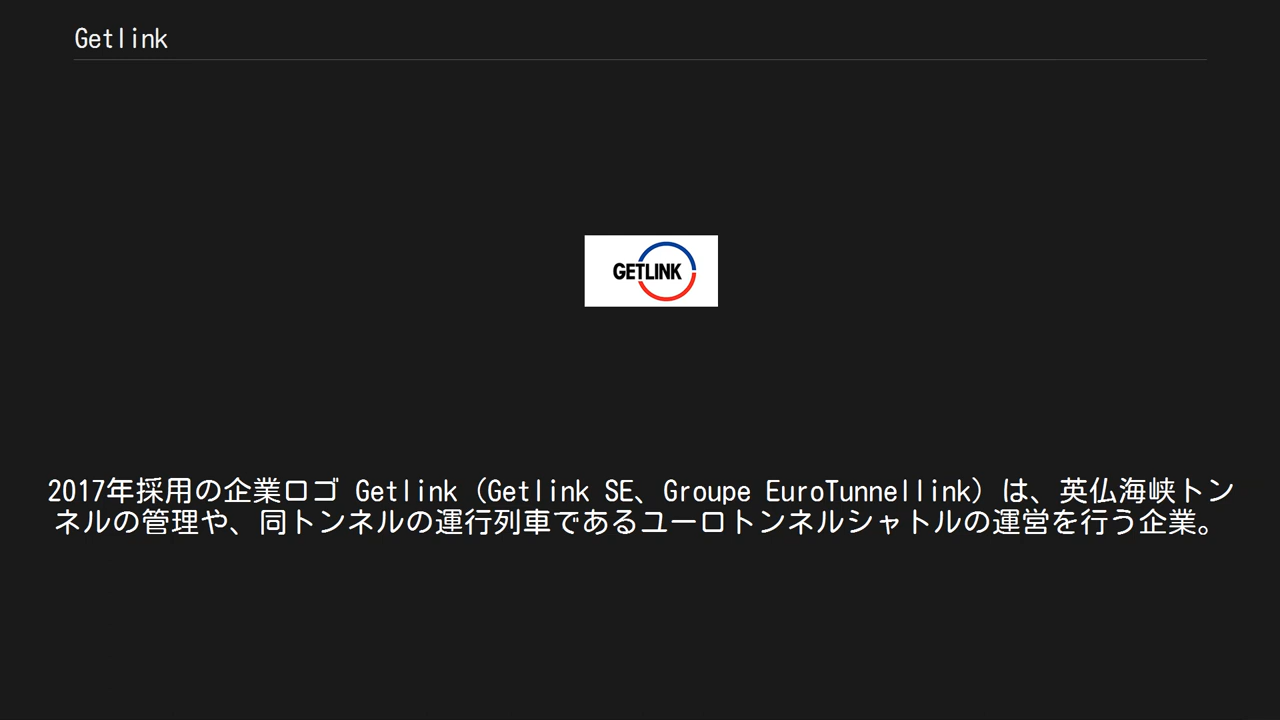 Getlink
GETLINK
2017年採用の企業ロゴ Getlink（Getlink SE、Groupe EuroTunnellink）は、英仏海峡トン
ネルの管理や、同トンネルの運行列車であるユーロトンネルシャトルの運営を行う企業。